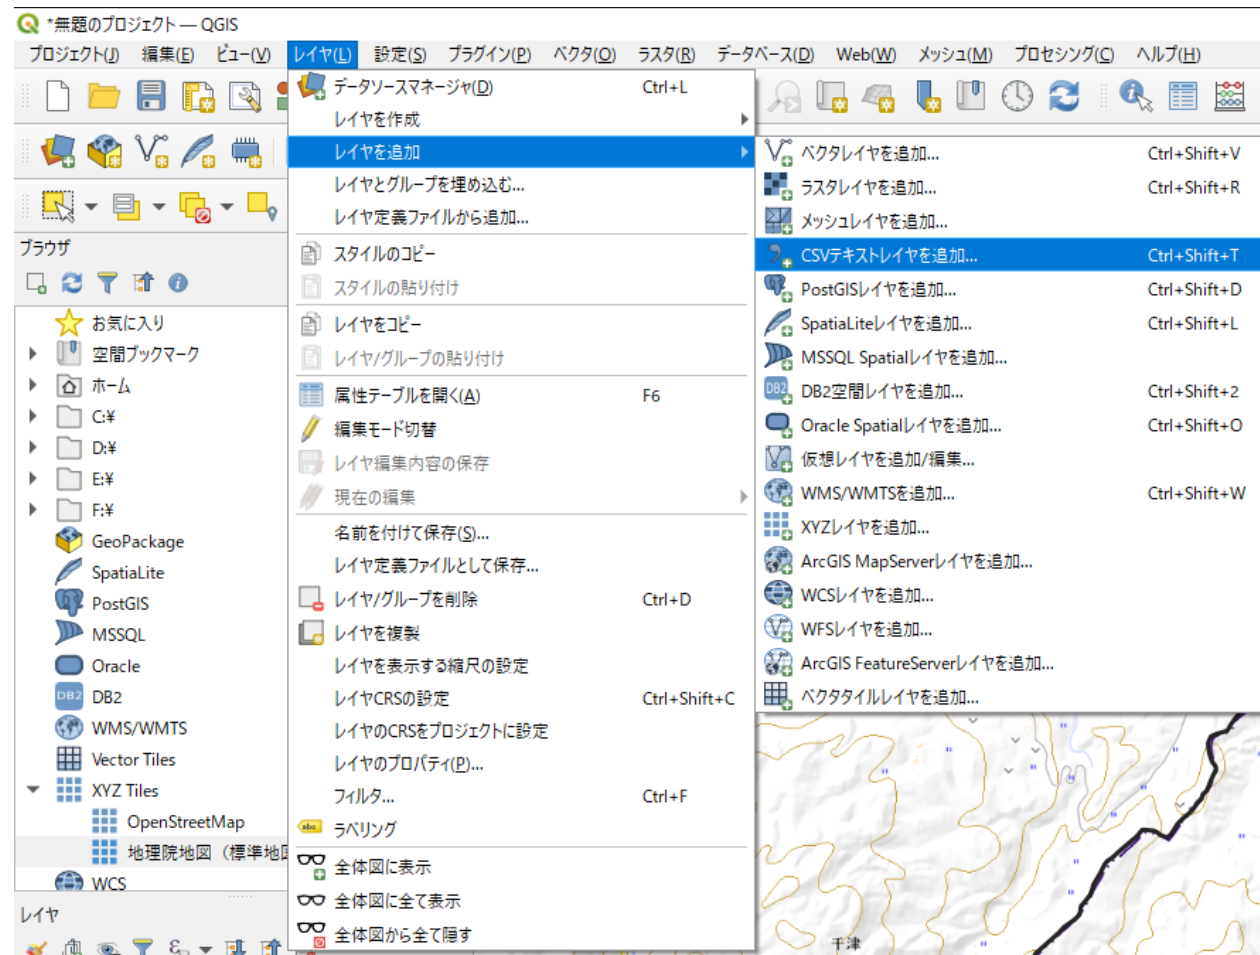 *無題のプロジェクト — QGIS
プロジェクト(J) 編集(E) ビュー(V) レイヤ(L) 設定(S) プラグイン(P) ベクタ(O) ラスタ(R) データベース(D) Web(W) メッシュ(M) プロセシング(C) ヘルプ(H)
データソースマネージャ(D) Ctrl+L
レイヤを作成
レイヤを追加
レイヤとグループを埋め込む...
レイヤ定義ファイルから追加...
スタイルのコピー
スタイルの貼り付け
レイヤをコピー
レイヤ/グループの貼り付け
属性テーブルを開く(A) F6
編集モード切替
レイヤ編集内容の保存
現在の編集
名前を付けて保存(S)...
レイヤ定義ファイルとして保存...
レイヤ/グループを削除 Ctrl+D
レイヤを複製
レイヤを表示する縮尺の設定
レイヤCRSの設定 Ctrl+Shift+C
レイヤのCRSをプロジェクトに設定
レイヤのプロパティ(P)...
フィルタ... Ctrl+F
abc ラベリング
全体図に表示
全体図に全て表示
全体図から全て隠す
ベクタレイヤを追加... Ctrl+Shift+V
ラスタレイヤを追加... Ctrl+Shift+R
メッシュレイヤを追加...
CSVテキストレイヤを追加... Ctrl+Shift+T
PostGISレイヤを追加... Ctrl+Shift+D
SpatiaLiteレイヤを追加... Ctrl+Shift+L
MSSQL Spatialレイヤを追加...
DB2 DB2空間レイヤを追加... Ctrl+Shift+2
Oracle Spatialレイヤを追加... Ctrl+Shift+O
仮想レイヤを追加/編集...
WMS/WMTSを追加... Ctrl+Shift+W
XYZレイヤを追加...
ArcGIS MapServerレイヤを追加...
WCSレイヤを追加...
WFSレイヤを追加...
ArcGIS FeatureServerレイヤを追加...
ベクタタイルレイヤを追加...
ブラウザ
お気に入り
空間ブックマーク
ホーム
C:¥
D:¥
E:¥
F:¥
GeoPackage
SpatiaLite
PostGIS
MSSQL
Oracle
DB2 DB2
WMS/WMTS
Vector Tiles
XYZ Tiles
OpenStreetMap
地理院地図（標準地図
WCS
レイヤ
干津